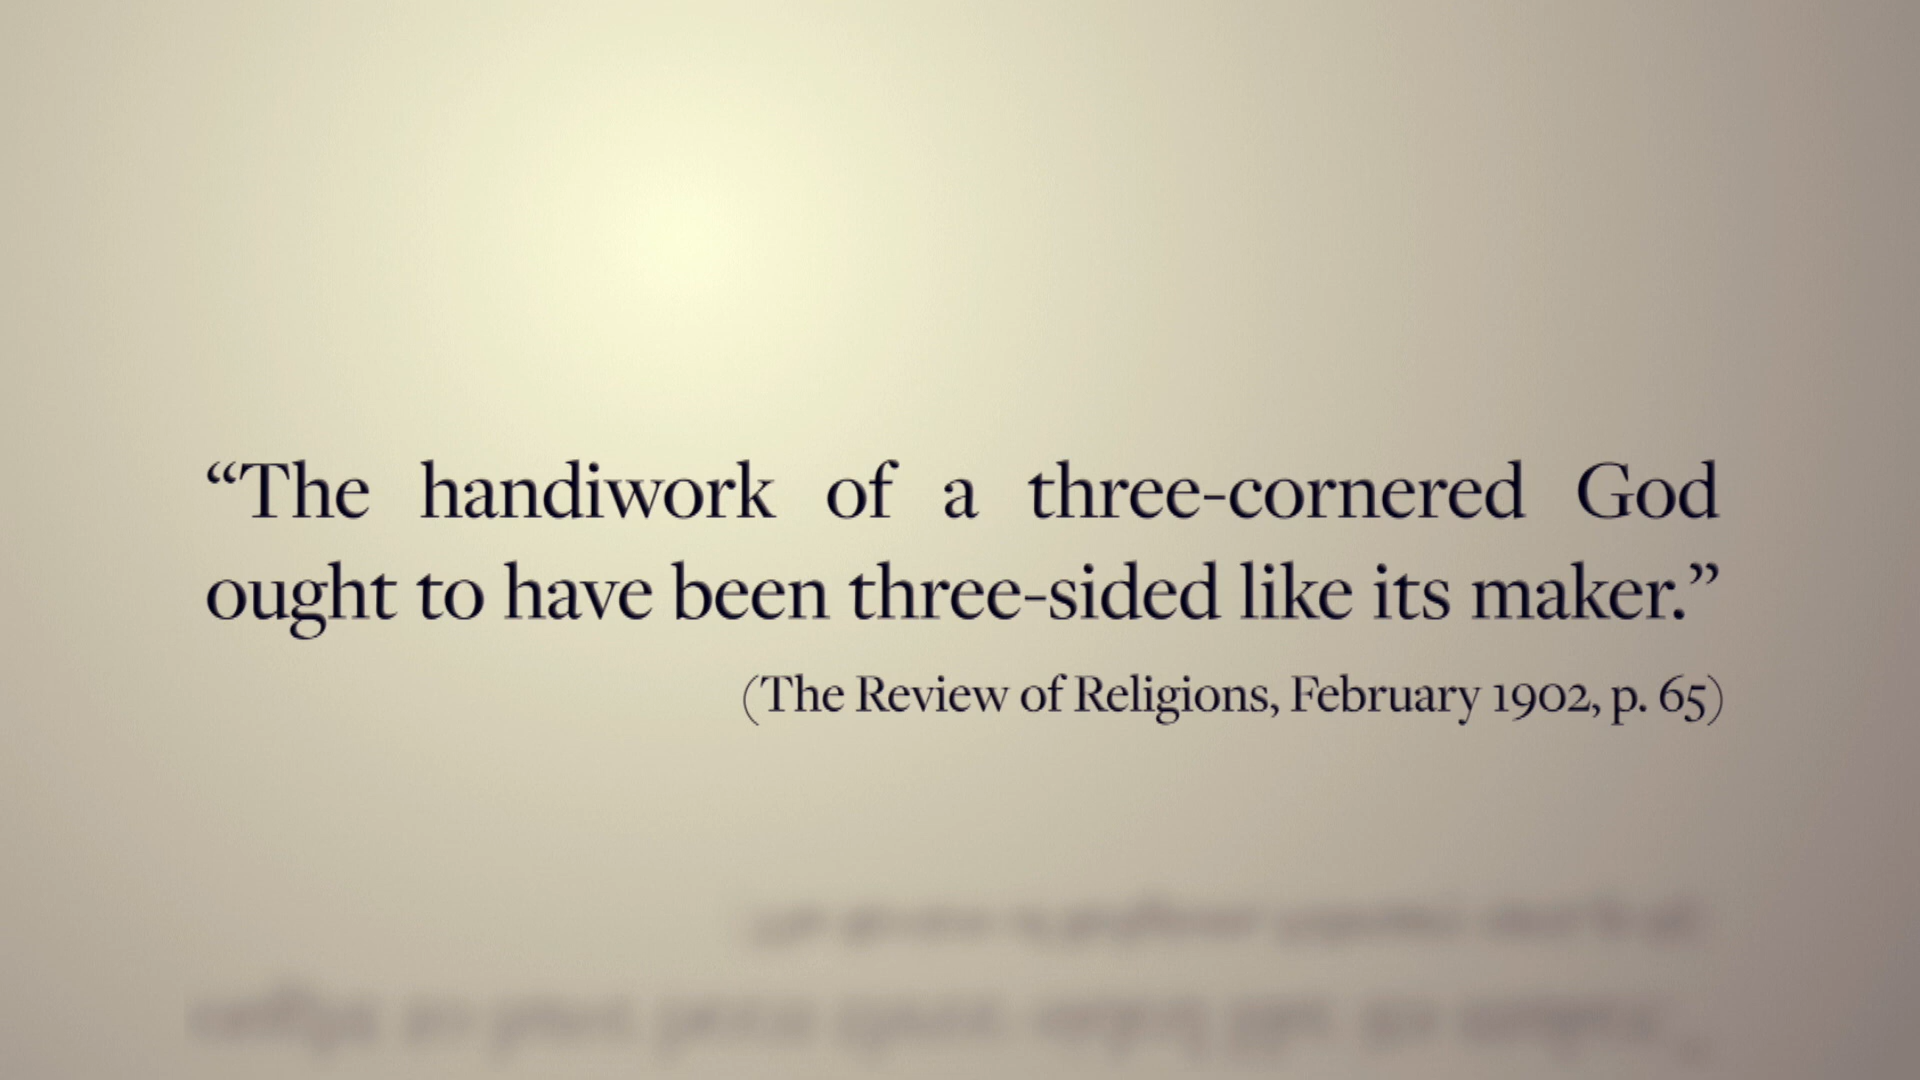 “The handiwork of a three-cornered God
ought to have been three-sided like its maker.”
(The Review of Religions, February 1902, p. 65)